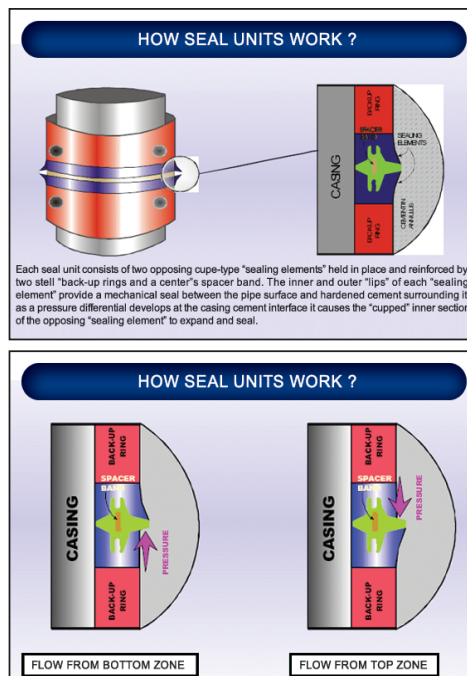 HOW SEAL UNITS WORK ?
BACKUP
RING
SPACER
SEALING
ELEMENTS
CASING
CEMENT IN
ANNULUS
BACKUP
RING
Each seal unit consists of two opposing cupe-type “sealing elements” held in place and reinforced by
two stell “back-up rings and a center”s spacer band. The inner and outer “lips” of each “sealing
element” provide a mechanical seal between the pipe surface and hardened cement surrounding it
as a pressure differential develops at the casing cement interface it causes the “cupped” inner section
of the opposing “sealing element” to expand and seal.
HOW SEAL UNITS WORK ?
BACK-UP
RING
SPACER
BAND
CASING
PRESSURE
BACK-UP
RING
FLOW FROM BOTTOM ZONE
BACK-UP
RING
SPACER
BAND
CASING
PRESSURE
BACK-UP
RING
FLOW FROM TOP ZONE